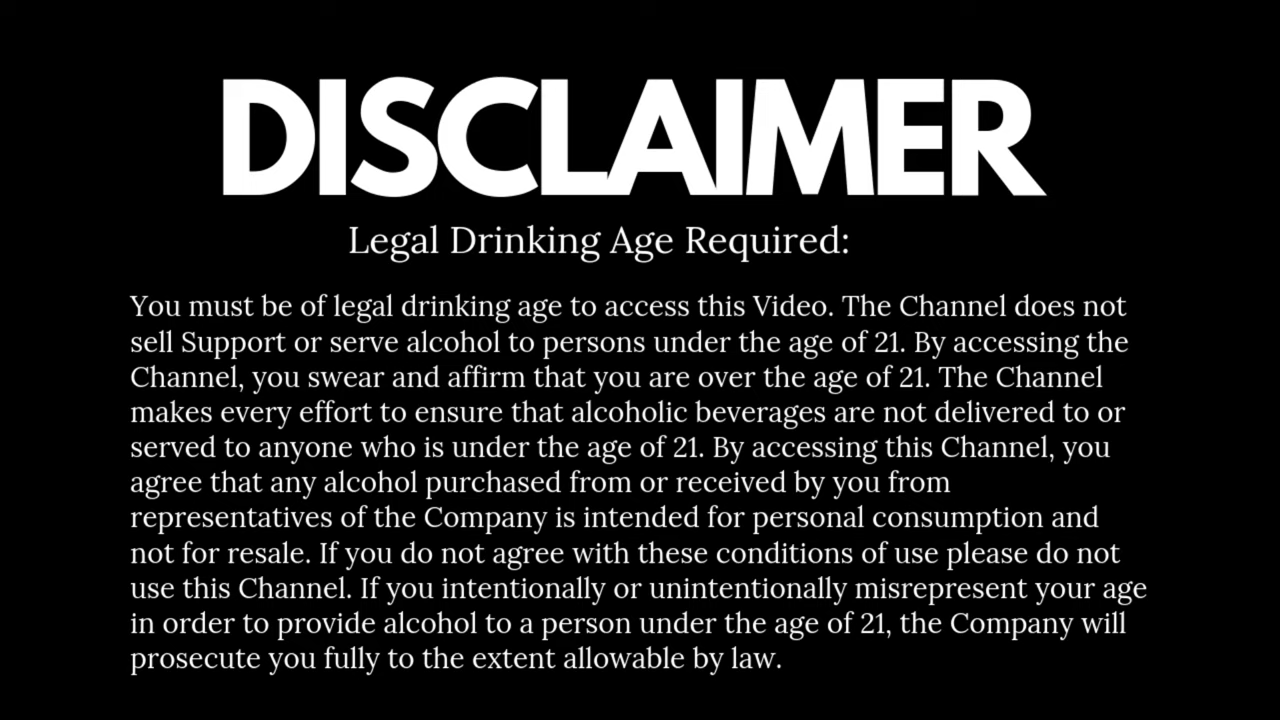 DISCLAIMER
Legal Drinking Age Required:
You must be of legal drinking age to access this Video. The Channel does not
sell Support or serve alcohol to persons under the age of 21. By accessing the
Channel, you swear and affirm that you are over the age of 21. The Channel
makes every effort to ensure that alcoholic beverages are not delivered to or
served to anyone who is under the age of 21. By accessing this Channel, you
agree that any alcohol purchased from or received by you from
representatives of the Company is intended for personal consumption and
not for resale. If you do not agree with these conditions of use please do not
use this Channel. If you intentionally or unintentionally misrepresent your age
in order to provide alcohol to a person under the age of 21, the Company will
prosecute you fully to the extent allowable by law.